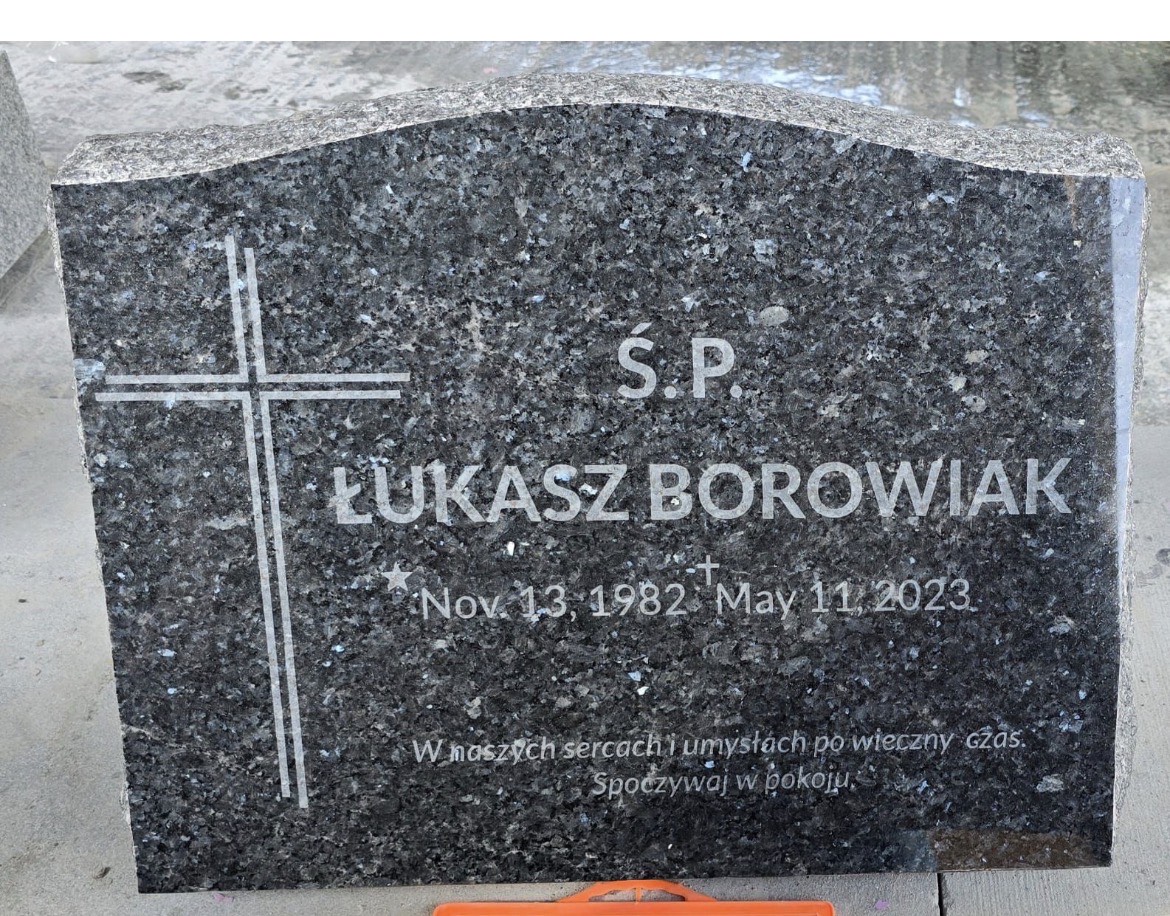 Ś.P.
ŁUKASZ BOROWIAK
Nov. 13, 1982 May 11, 2023
W naszych sercach i umysłach po wieczny czas.
Spoczywaj w pokoju.